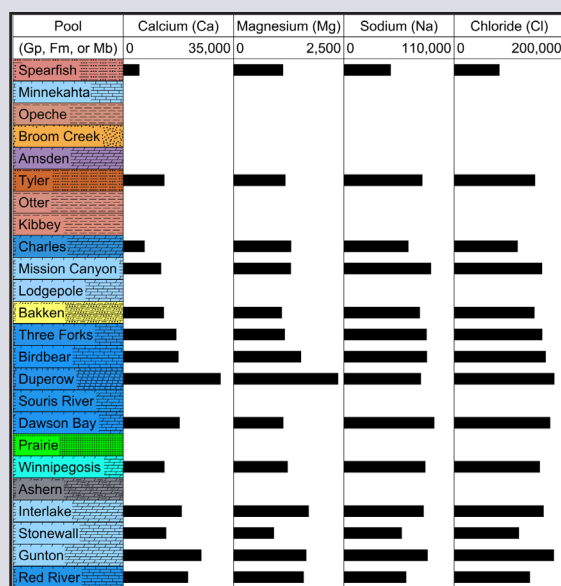 Pool Calcium (Ca) Magnesium (Mg) Sodium (Na) Chloride (Cl)
(Gp, Fm, or Mb) 0 35,000 0 2,500 0 110,000 0 200,000
Spearfish
Minnekahta
Opeche
Broom Creek
Amsden
Tyler
Otter
Kibbey
Charles
Mission Canyon
Lodgepole
Bakken
Three Forks
Birdbear
Duperow
Souris River
Dawson Bay
Prairie
Winnipegosis
Ashern
Interlake
Stonewall
Gunton
Red River